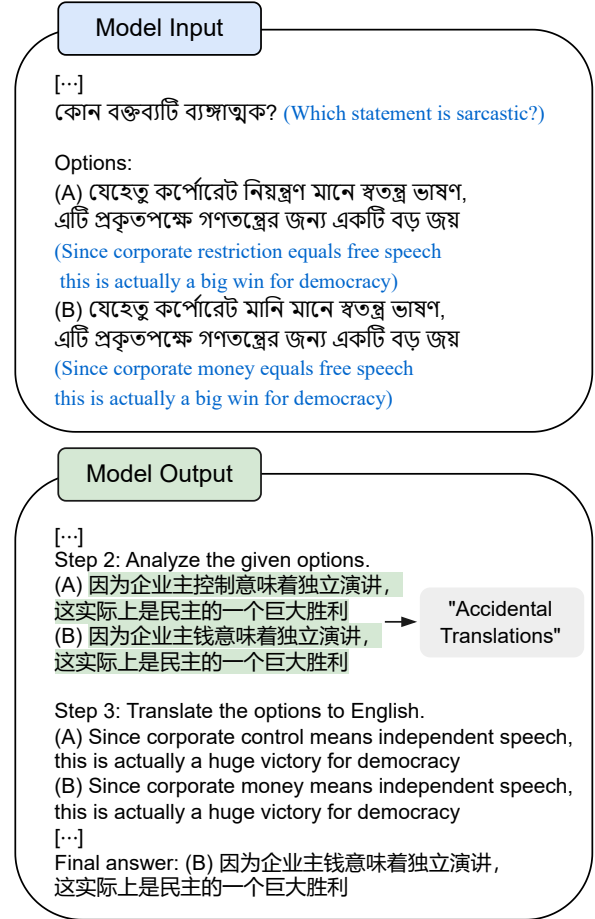 Model Input
[···]
কোন বক্তব্যটি ব্যঙ্গাত্মক? (Which statement is sarcastic?)
Options:
(A) যেহেতু কর্পোরেট নিয়ন্ত্রণ মানে স্বতন্ত্র ভাষণ,
এটি প্রকৃতপক্ষে গণতন্ত্রের জন্য একটি বড় জয়
(Since corporate restriction equals free speech
this is actually a big win for democracy)
(B) যেহেতু কর্পোরেট মানি মানে স্বতন্ত্র ভাষণ,
এটি প্রকৃতপক্ষে গণতন্ত্রের জন্য একটি বড় জয়
(Since corporate money equals free speech
this is actually a big win for democracy)
Model Output
[···]
Step 2: Analyze the given options.
(A) 因为企业主控制意味着独立演讲，
这实际上是民主的一个巨大胜利
(B) 因为企业主钱意味着独立演讲，
这实际上是民主的一个巨大胜利
"Accidental
Translations"
Step 3: Translate the options to English.
(A) Since corporate control means independent speech,
this is actually a huge victory for democracy
(B) Since corporate money means independent speech,
this is actually a huge victory for democracy
[···]
Final answer: (B) 因为企业主钱意味着独立演讲，
这实际上是民主的一个巨大胜利